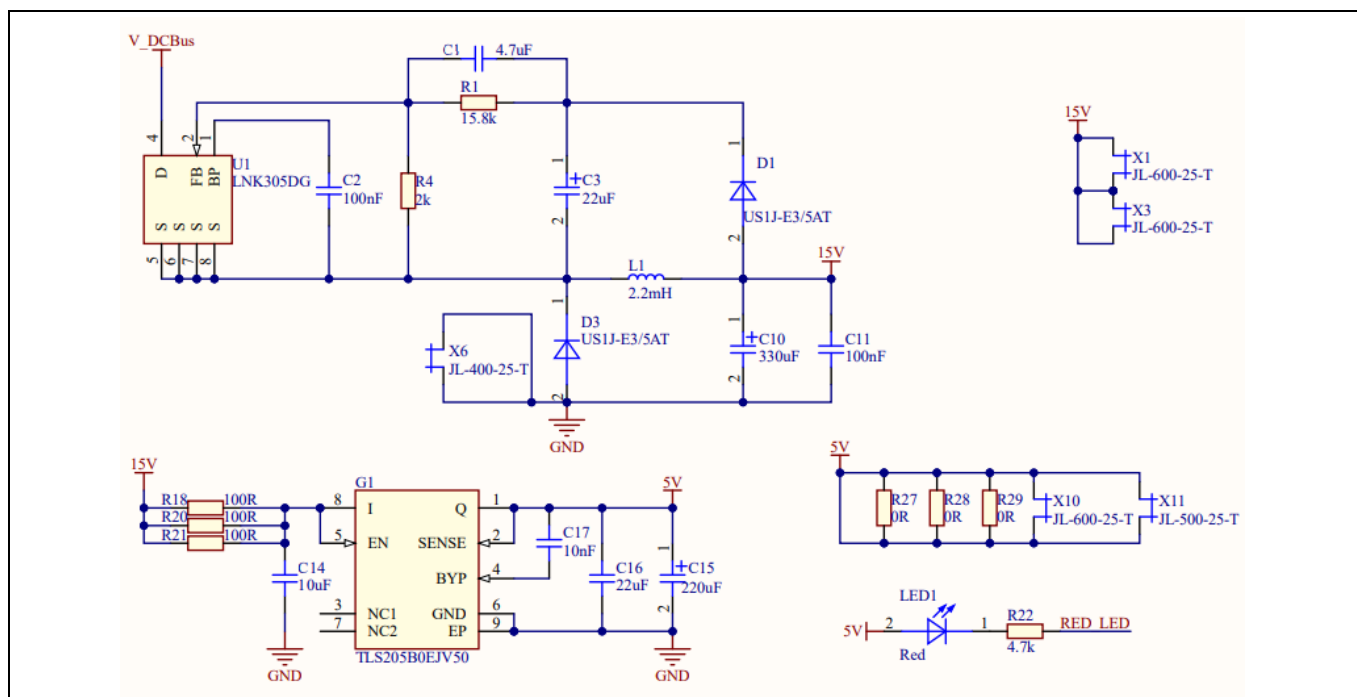 V_DCBus
C1
4.7uF
R1
15.8k
4
2
1
U1
LNK305DG
D
FB
BP
S
S
S
S
5
6
7
8
C2
100nF
R4
2k
1
C3
22uF
2
1
D1
US1J-E3/5AT
2
15V
X1
JL-600-25-T
X3
JL-600-25-T
L1
2.2mH
15V
1
D3
US1J-E3/5AT
2
X6
JL-400-25-T
1
C10
330uF
2
C11
100nF
GND
15V
R18
100R
R20
100R
R21
100R
C14
10uF
GND
G1
8
I
Q
1
5
EN
SENSE
2
BYP
4
3
NC1
GND
6
7
NC2
EP
9
TLS205B0EJV50
5V
C17
10nF
C16
22uF
1
C15
220uF
2
GND
5V
R27
0R
R28
0R
R29
0R
X10
JL-600-25-T
X11
JL-500-25-T
LED1
5V
2
1
Red
R22
4.7k
RED_LED